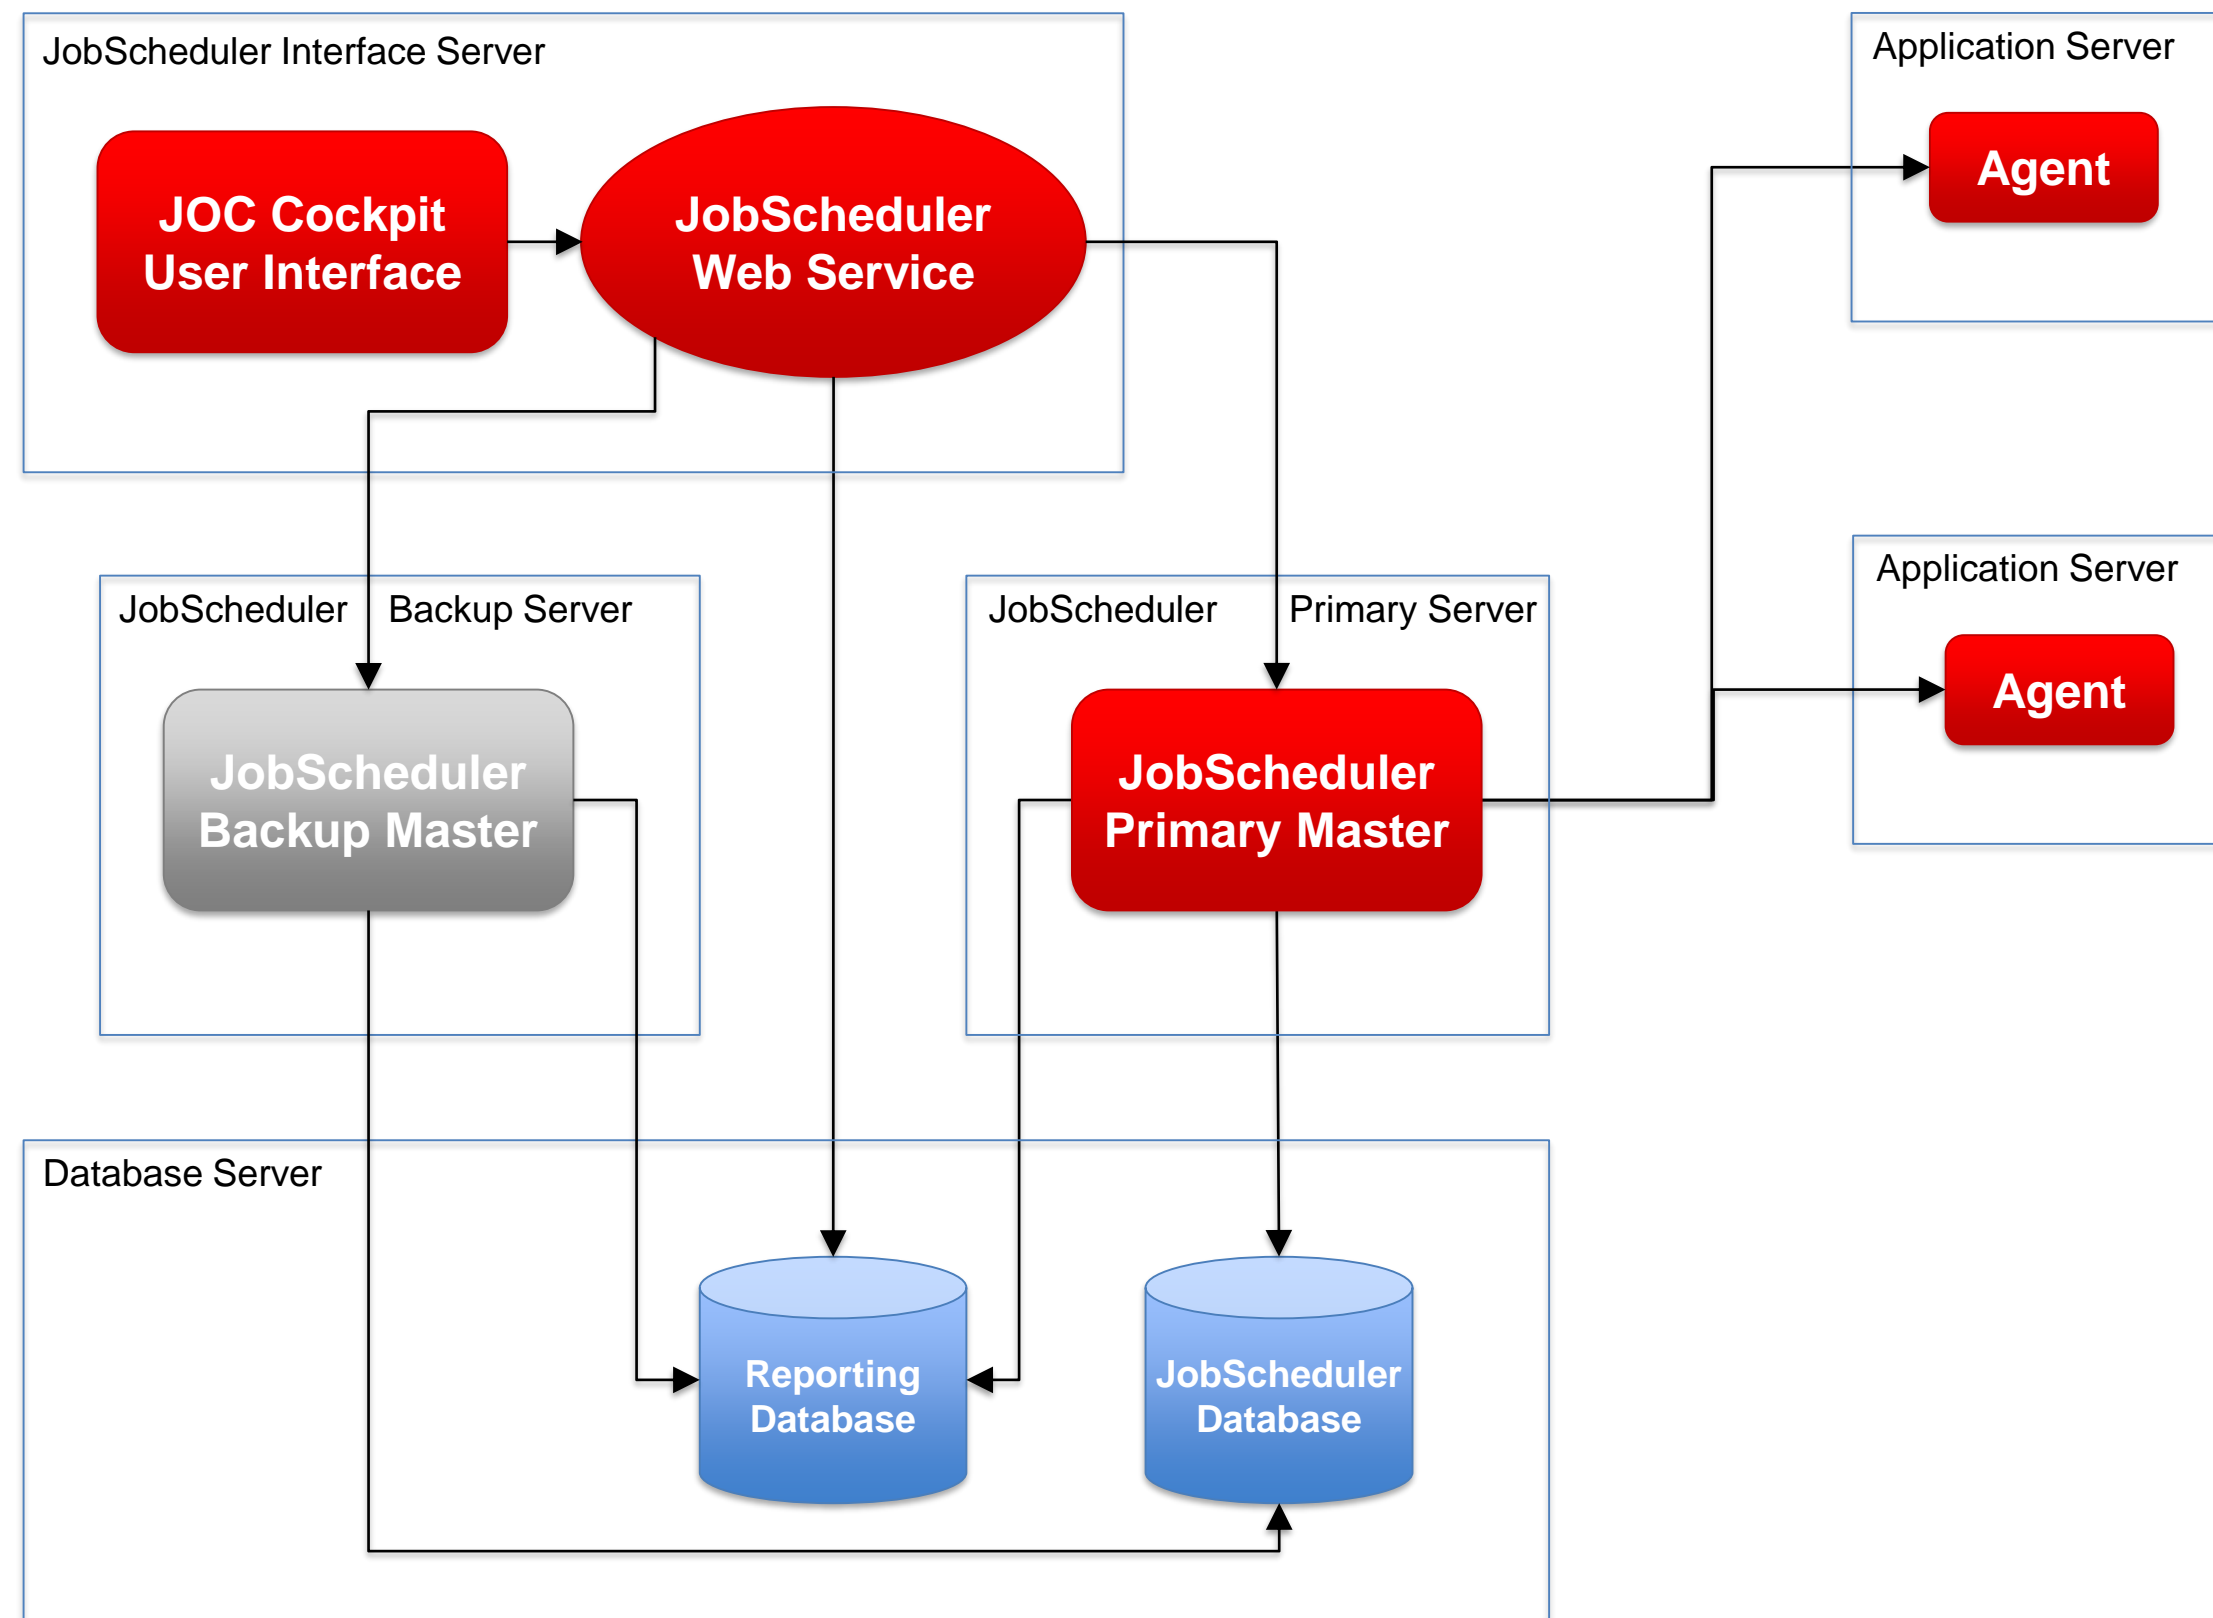 JobScheduler Interface Server
Application Server
JOC Cockpit
User Interface
JobScheduler
Web Service
Agent
Application Server
Agent
JobScheduler Backup Server
JobScheduler
Backup Master
JobScheduler Primary Server
JobScheduler
Primary Master
Database Server
Reporting
Database
JobScheduler
Database